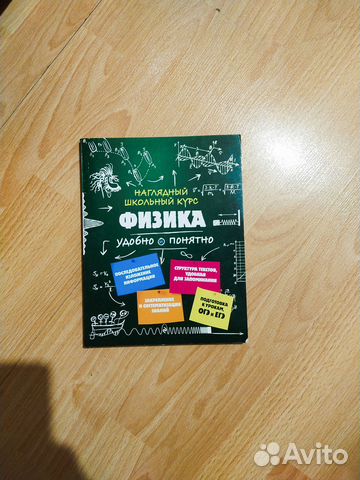 НАГЛЯДНЫЙ
ШКОЛЬНЫЙ КУРС
ФИЗИКА
УДОБНО И ПОНЯТНО
ПОСЛЕДОВАТЕЛЬНОЕ
ИЗЛОЖЕНИЕ
ИНФОРМАЦИИ
СТРУКТУРА ТЕКСТОВ,
УДОБНАЯ
ДЛЯ ЗАПОМИНАНИЯ
ЗАКРЕПЛЕНИЕ
И СИСТЕМАТИЗАЦИЯ
ЗНАНИЙ
ПОДГОТОВКА
К УРОКАМ,
ОГЭ и ЕГЭ
Avito